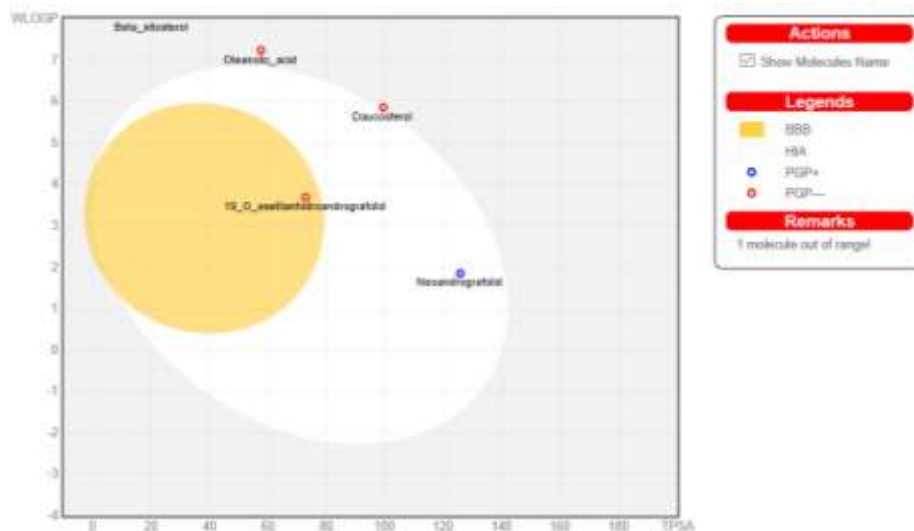 WLOGP
Beta_sitosterol
7
Oleanolic_acid
6
Daucosterol
5
4
3
2
Neoandrografolid
1
0
-1
-2
-3
-4
0 20 40 60 80 100 120 140 160 180 TPSA
Actions
Show Molecules Name
Legends
BBB
HIA
PGP+
PGP—
Remarks
1 molecule out of range!